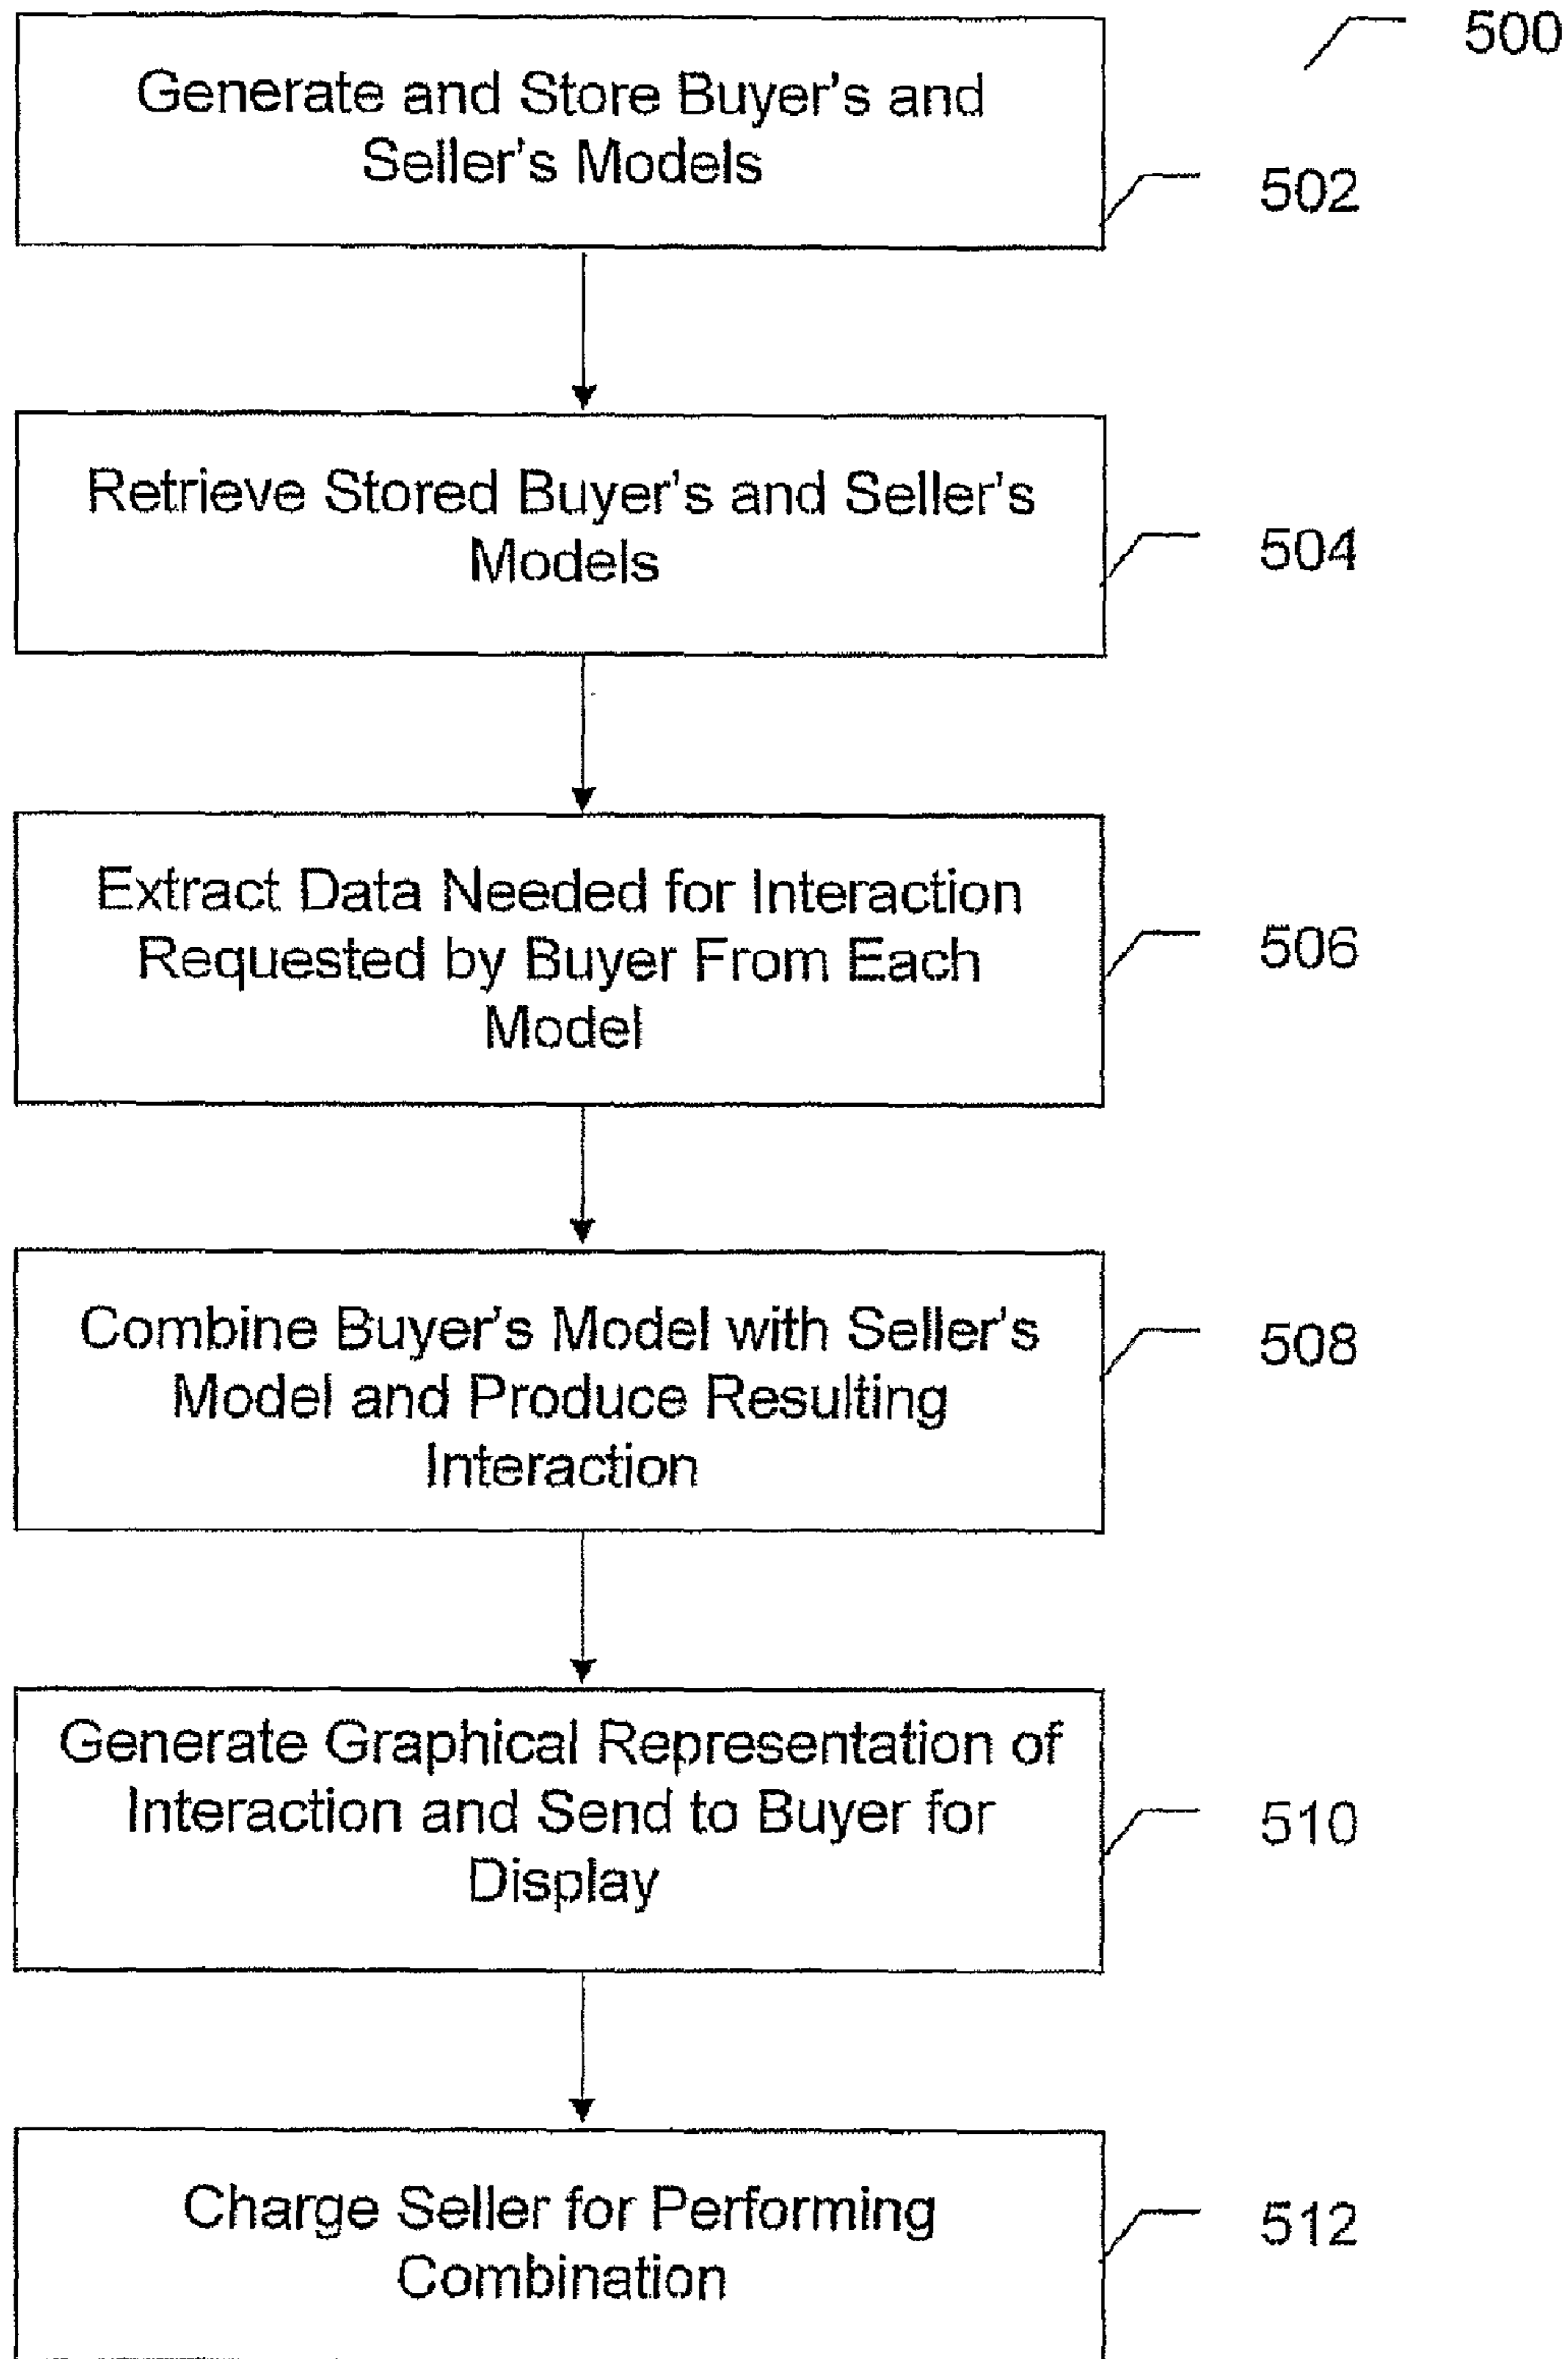 500
Generate and Store Buyer's and
Seller's Models
502
Retrieve Stored Buyer's and Seller's
Models
504
Extract Data Needed for Interaction
Requested by Buyer From Each
Model
506
Combine Buyer's Model with Seller's
Model and Produce Resulting
Interaction
508
Generate Graphical Representation of
Interaction and Send to Buyer for
Display
510
Charge Seller for Performing
Combination
512